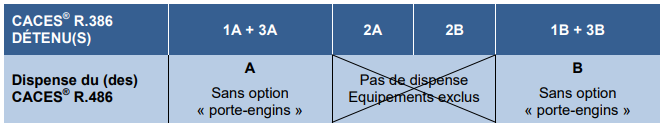 CACES® R.386
DÉTENU(S)
1A + 3A
2A
2B
1B + 3B
Dispense du (des)
CACES® R.486
A
Sans option
« porte-engins »
Pas de dispense
Equipements exclus
B
Sans option
« porte-engins »